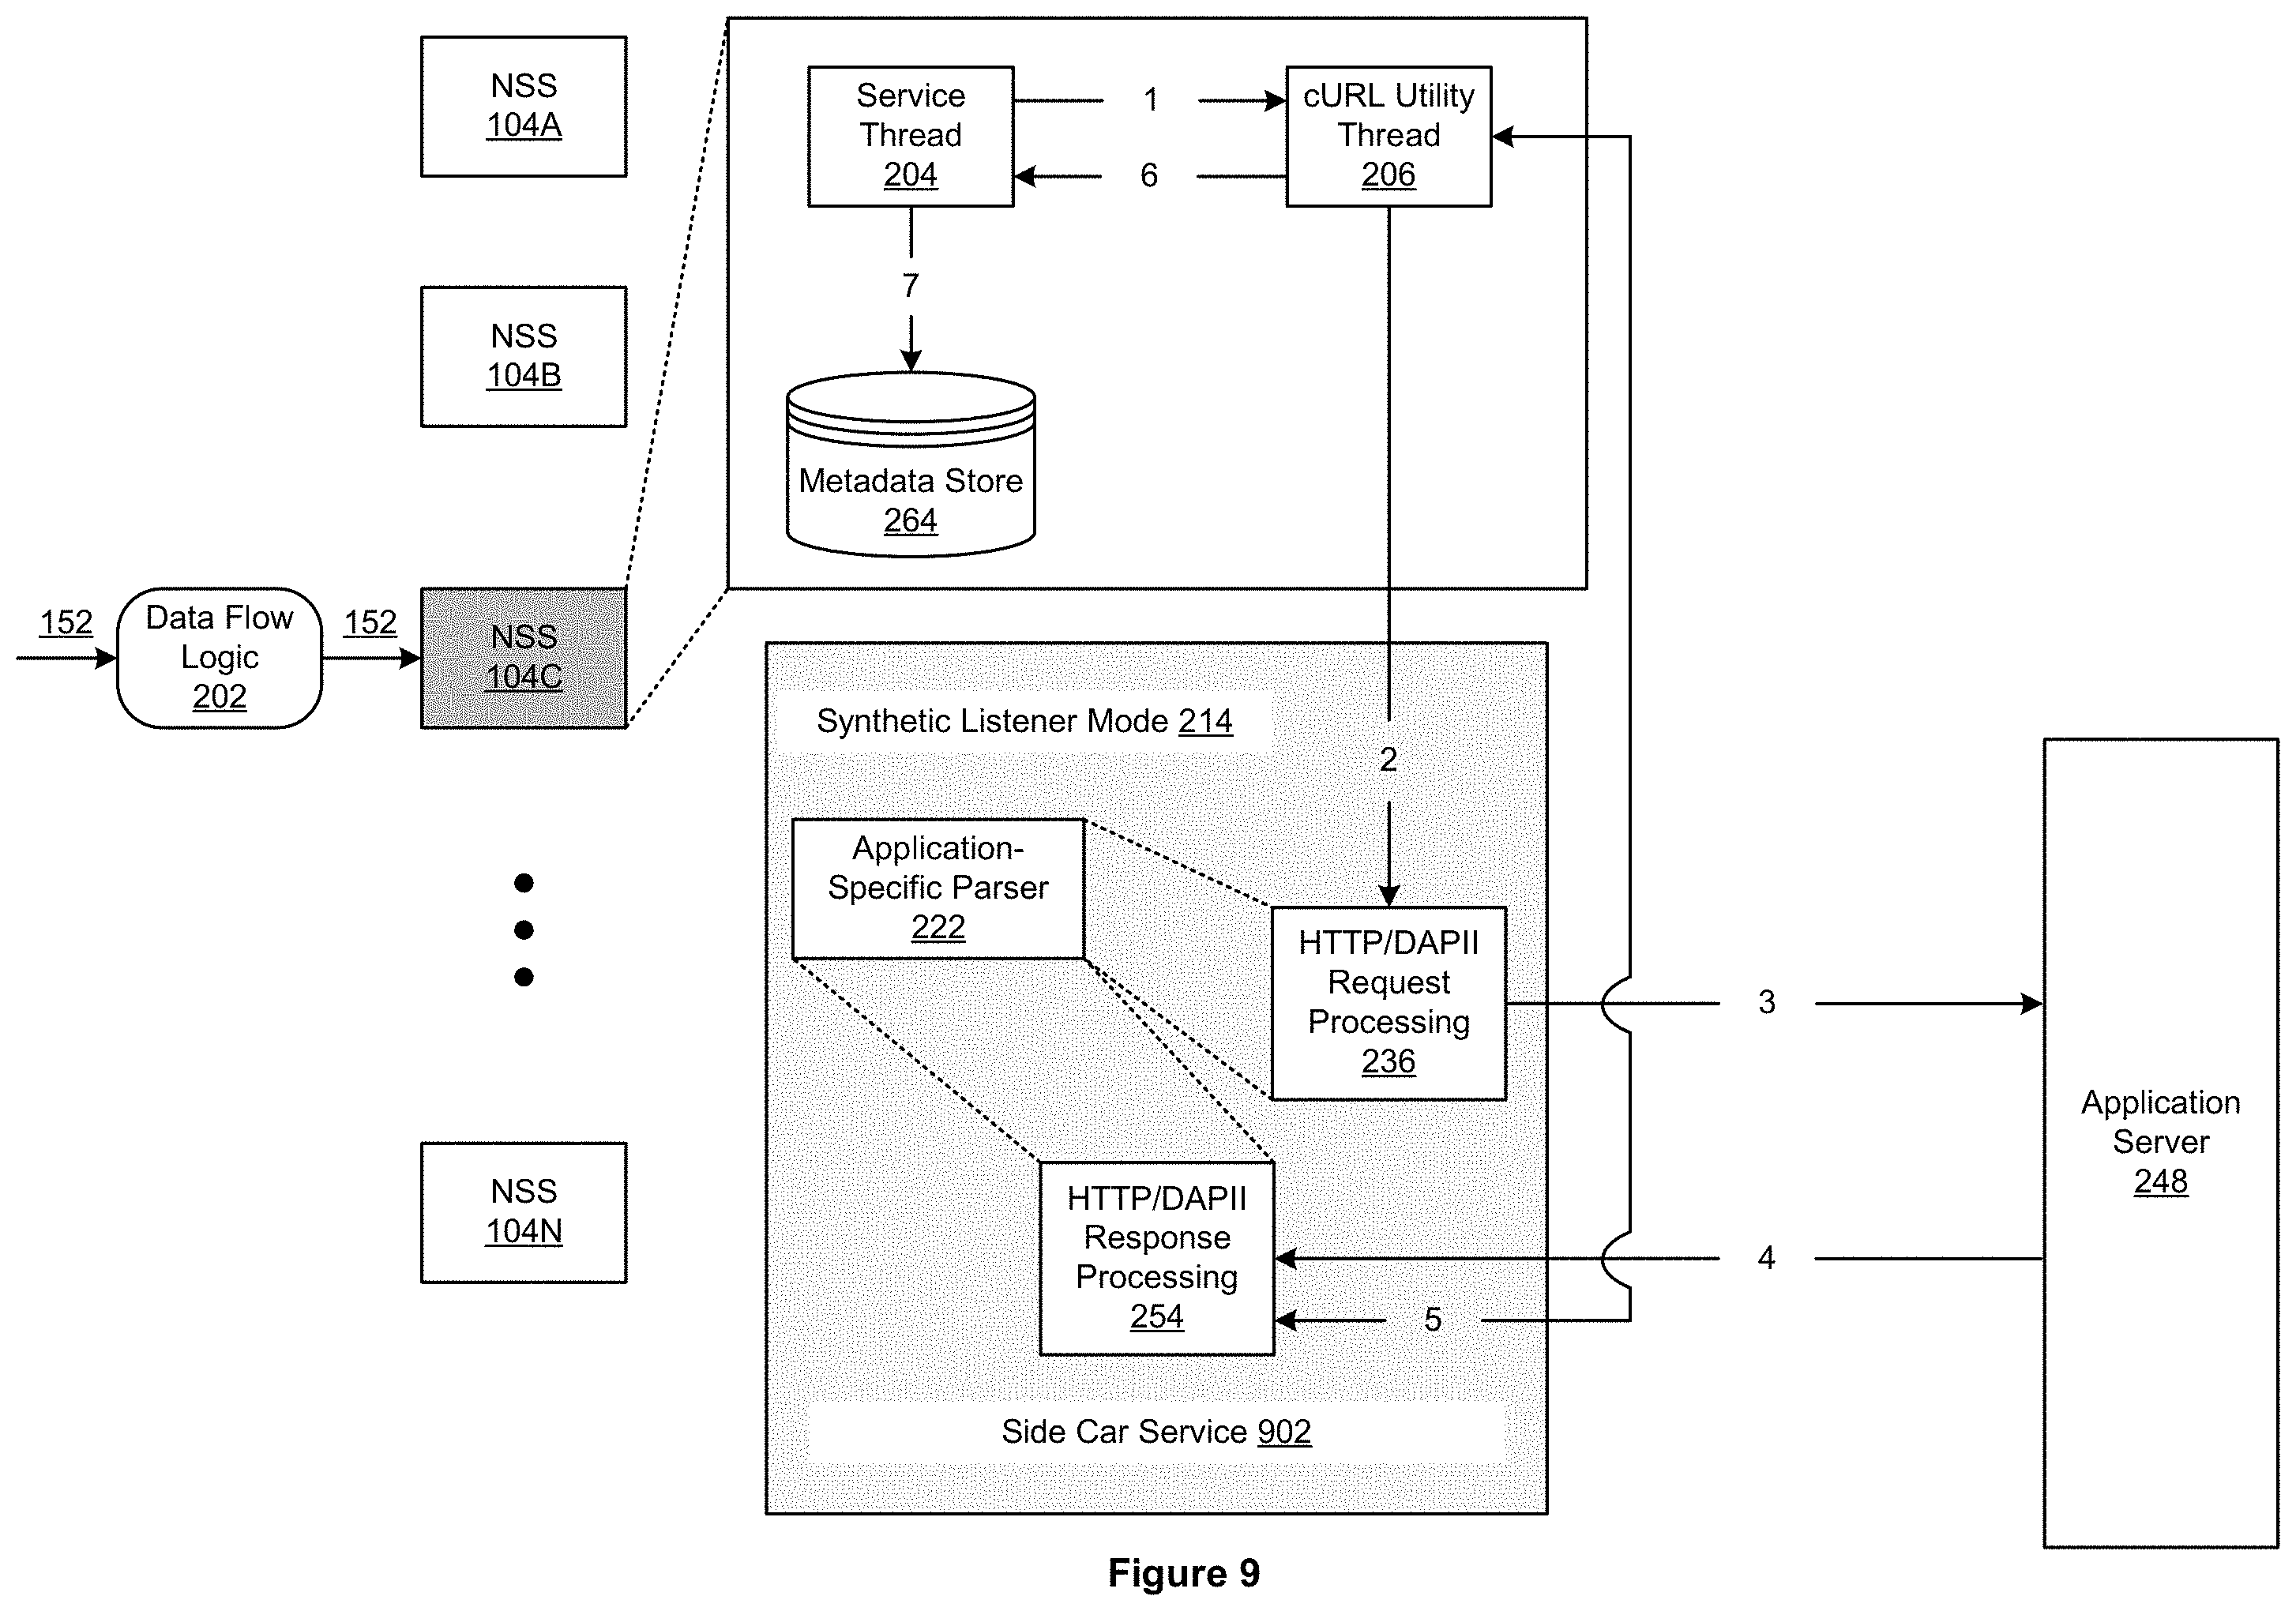 NSS
104A
NSS
104B
152
Data Flow
Logic
202
152
NSS
104C
NSS
104N
Service
Thread
204
1
6
cURL Utility
Thread
206
7
Metadata Store
264
Synthetic Listener Mode 214
2
Application-
Specific Parser
222
HTTP/DAPII
Request
Processing
236
3
HTTP/DAPII
Response
Processing
254
4
5
Side Car Service 902
Application
Server
248
Figure 9